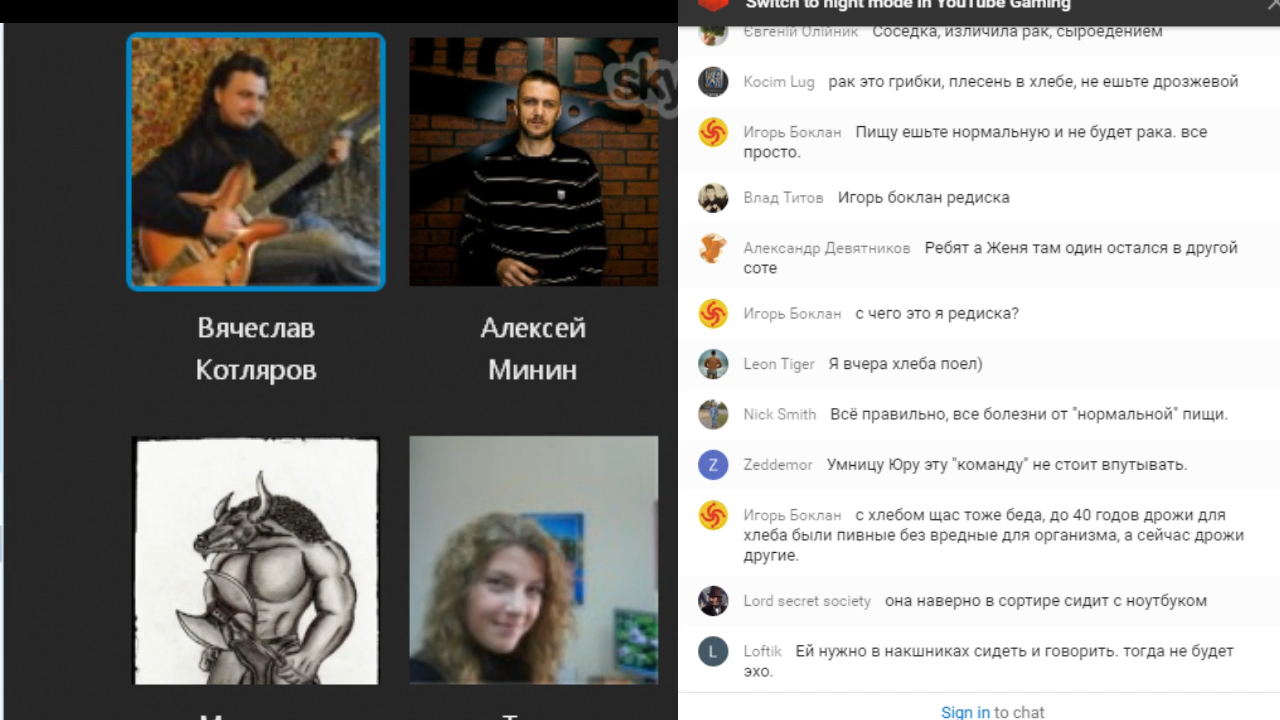 sky
Вячеслав
Котляров
Алексей
Минин
Switch to night mode in YouTube Gaming
Євгеній Олійник Соседка, изличила рак, сыроедением
Kocim Lug рак это грибки, плесень в хлебе, не ешьте дрозжевой
Игорь Боклан Пищу ешьте нормальную и не будет рака. все
просто.
Влад Титов Игорь боклан редиска
Александр Девятников Ребят а Женя там один остался в другой
соте
Игорь Боклан с чего это я редиска?
Leon Tiger Я вчера хлеба поел)
Nick Smith Всё правильно, все болезни от "нормальной" пищи.
Z Zeddemor Умницу Юру эту "команду" не стоит впутывать.
Игорь Боклан с хлебом щас тоже беда, до 40 годов дрожи для
хлеба были пивные без вредные для организма, а сейчас дрожи
другие.
Lord secret society она наверно в сортире сидит с ноутбуком
L Loftik Ей нужно в накшниках сидеть и говорить. тогда не будет
эхо.
Sign in to chat